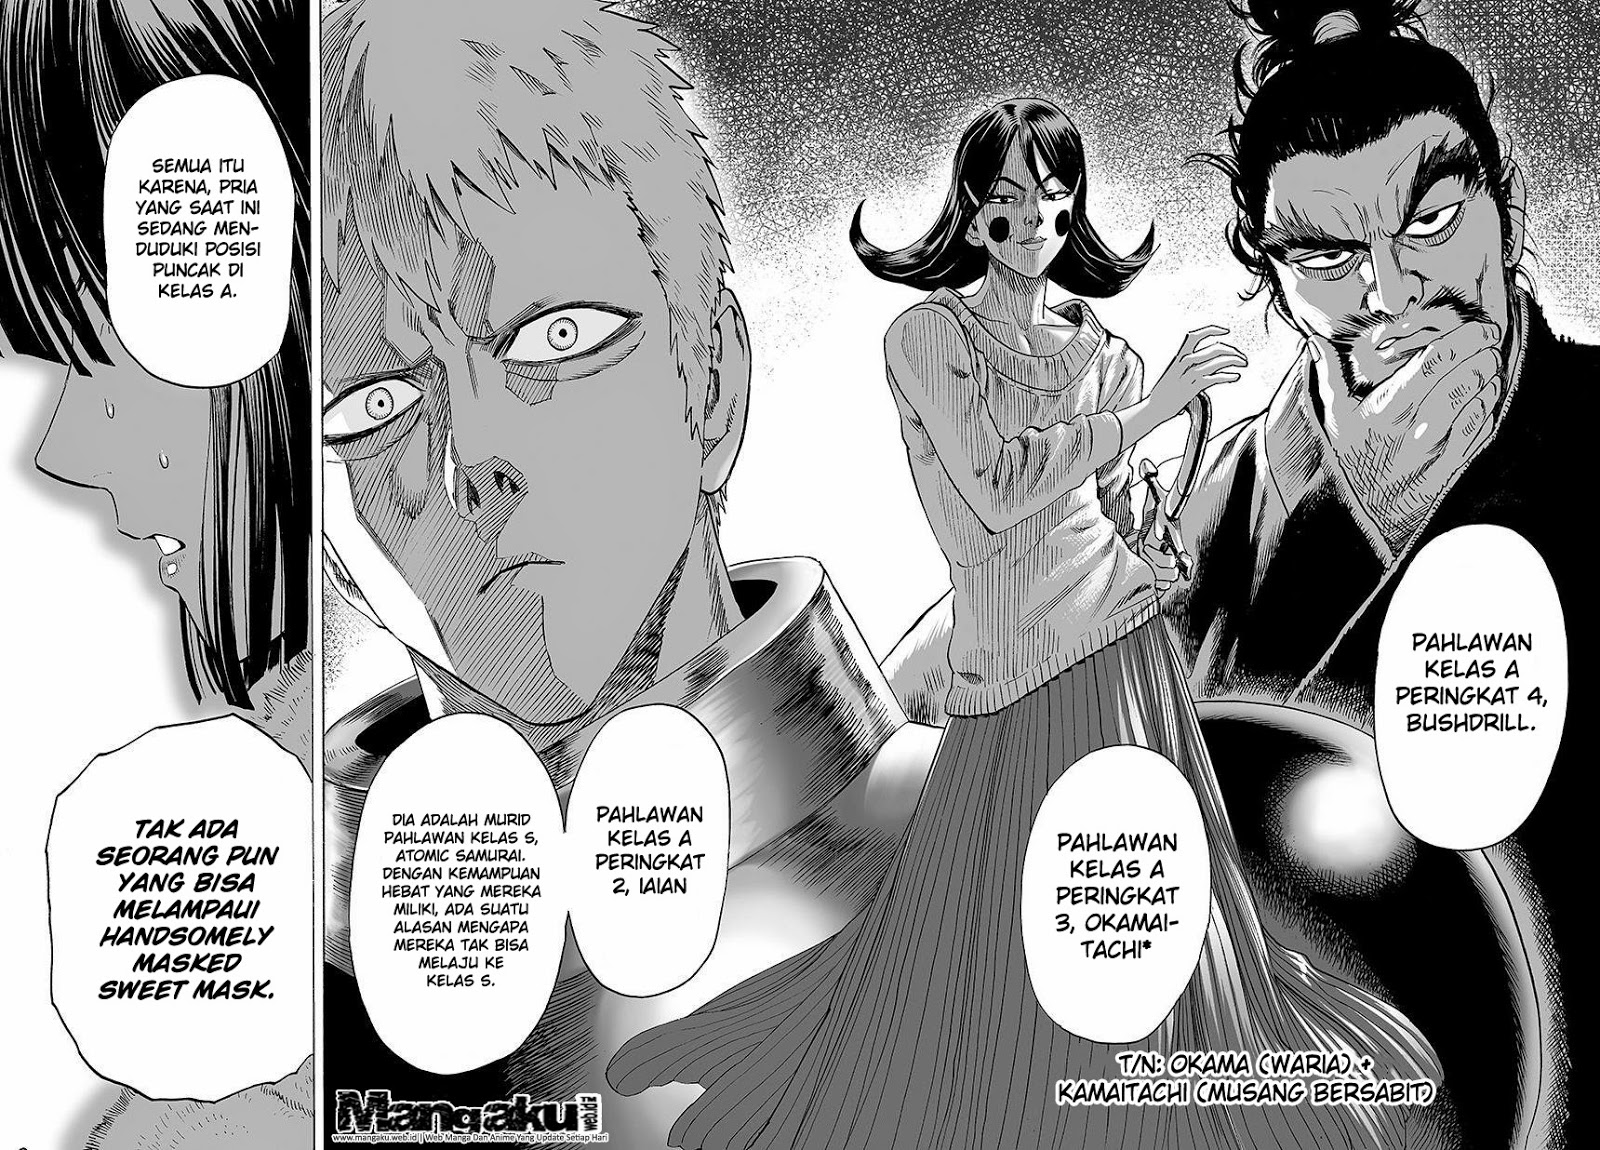 PAHLAWAN
KELAS A
PERINGKAT 4,
BUSHDRILL.
PAHLAWAN
KELAS A
PERINGKAT
3, OKAMAI-
TACHI*
T/N: OKAMA (WARIA) +
KAMAITACHI (MUSANG BERSABIT)
PAHLAWAN
KELAS A
PERINGKAT
2, IAIAN
DIA ADALAH MURID
PAHLAWAN KELAS S,
ATOMIC SAMURAI.
DENGAN KEMAMPUAN
HEBAT YANG MEREKA
MILIKI, ADA SUATU
ALASAN MENGAPA
MEREKA TAK BISA
MELAJU KE
KELAS S.
SEMUA ITU
KARENA, PRIA
YANG SAAT INI
SEDANG MEN-
DUDUKI POSISI
PUNCAK DI
KELAS A.
TAK ADA
SEORANG PUN
YANG BISA
MELAMPAUI
HANDSOMELY
MASKED
SWEET MASK.
Mangaku
www.mangaku.web.id | Web Manga Dan Anime Yang Update Setiap Hari